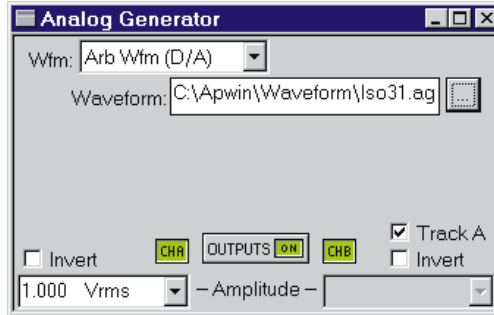 Analog Generator
Wfm: Arb Wfm (D/A)
Waveform: C:\Apwin\Waveform\Iso31.ag ...
Track A
Invert CHA OUTPUTS ON CHB Invert
1.000 Vrms – Amplitude –